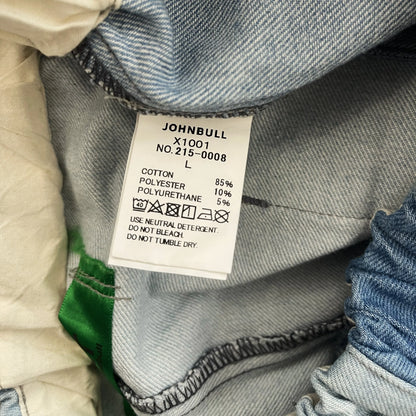 JOHNBULL
X1001
NO.215-0008
L
COTTON 85%
POLYESTER 10%
POLYURETHANE 5%
40
USE NEUTRAL DETERGENT.
DO NOT BLEACH.
DO NOT TUMBLE DRY.